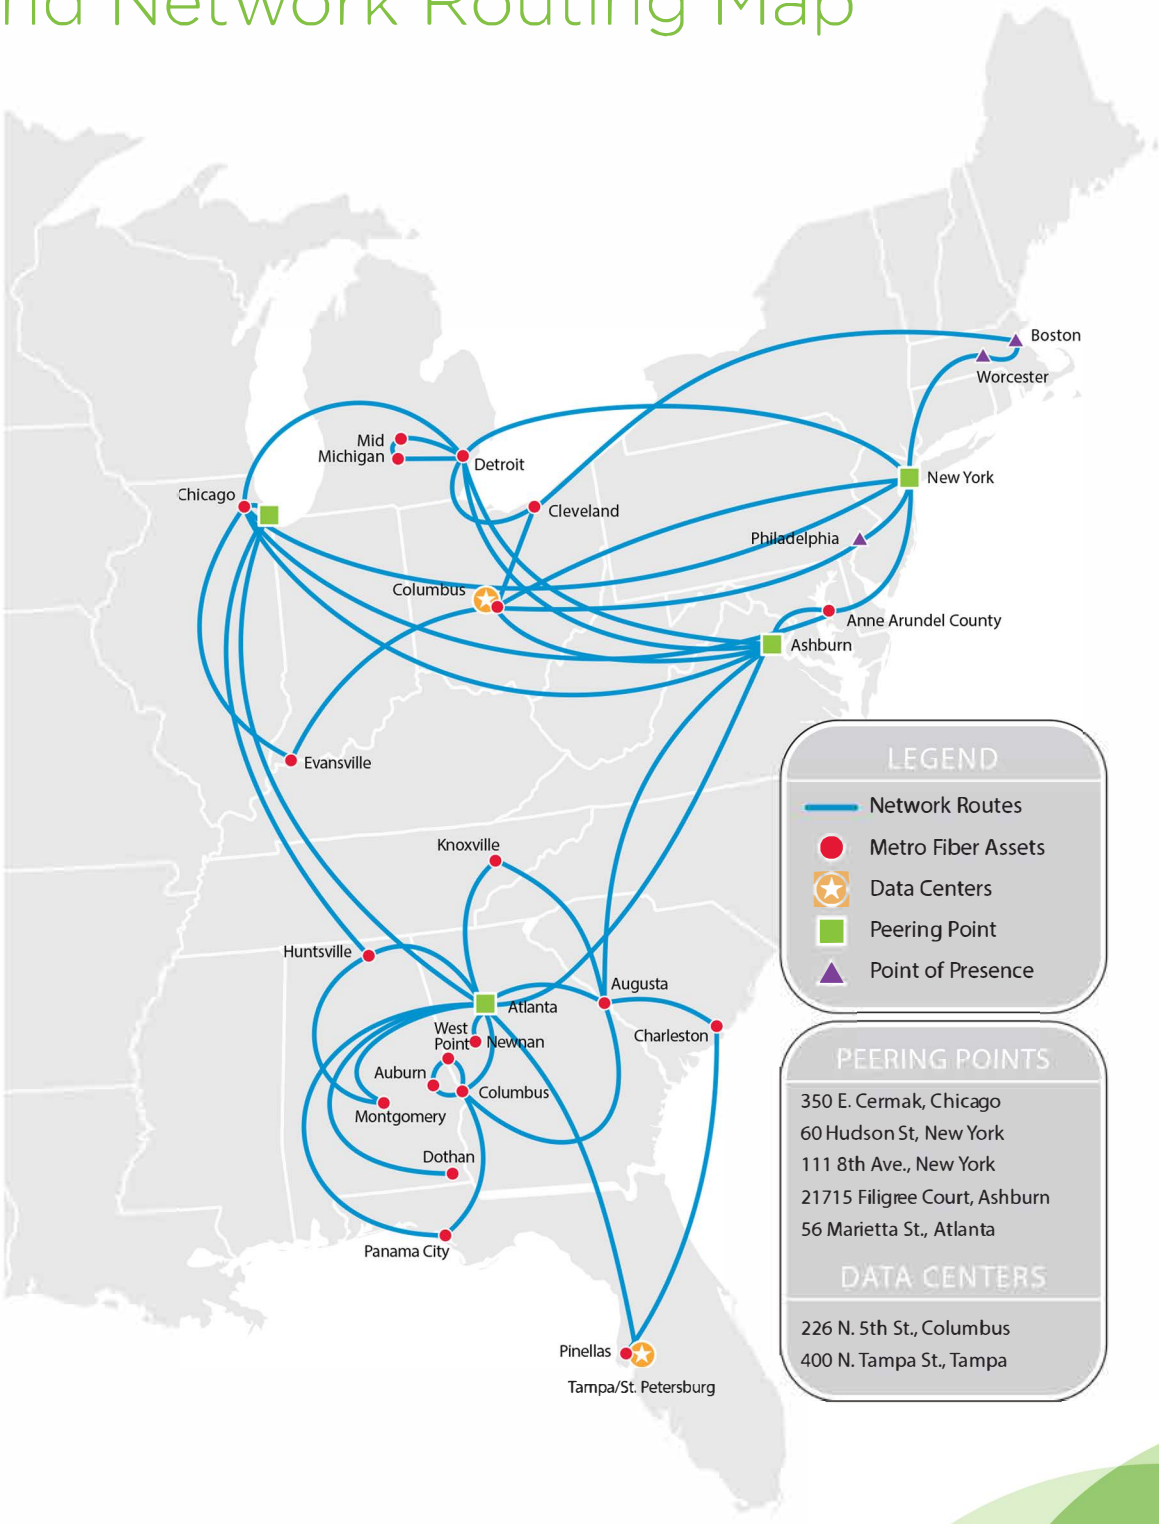 nd Network Routing Map
Boston
Worcester
Mid
Michigan
Detroit
New York
Chicago
Cleveland
Philadelphia
Columbus
Anne Arundel County
Ashburn
Evansville
LEGEND
Network Routes
Metro Fiber Assets
Data Centers
Peering Point
Point of Presence
Knoxville
Huntsville
Augusta
Atlanta
Charleston
West
Point
Newnan
Auburn
Columbus
Montgomery
Dothan
Panama City
Pinellas
Tampa/St. Petersburg
PEERING POINTS
350 E. Cermak, Chicago
60 Hudson St, New York
111 8th Ave., New York
21715 Filigree Court, Ashburn
56 Marietta St., Atlanta
DATA CENTERS
226 N. 5th St., Columbus
400 N. Tampa St., Tampa